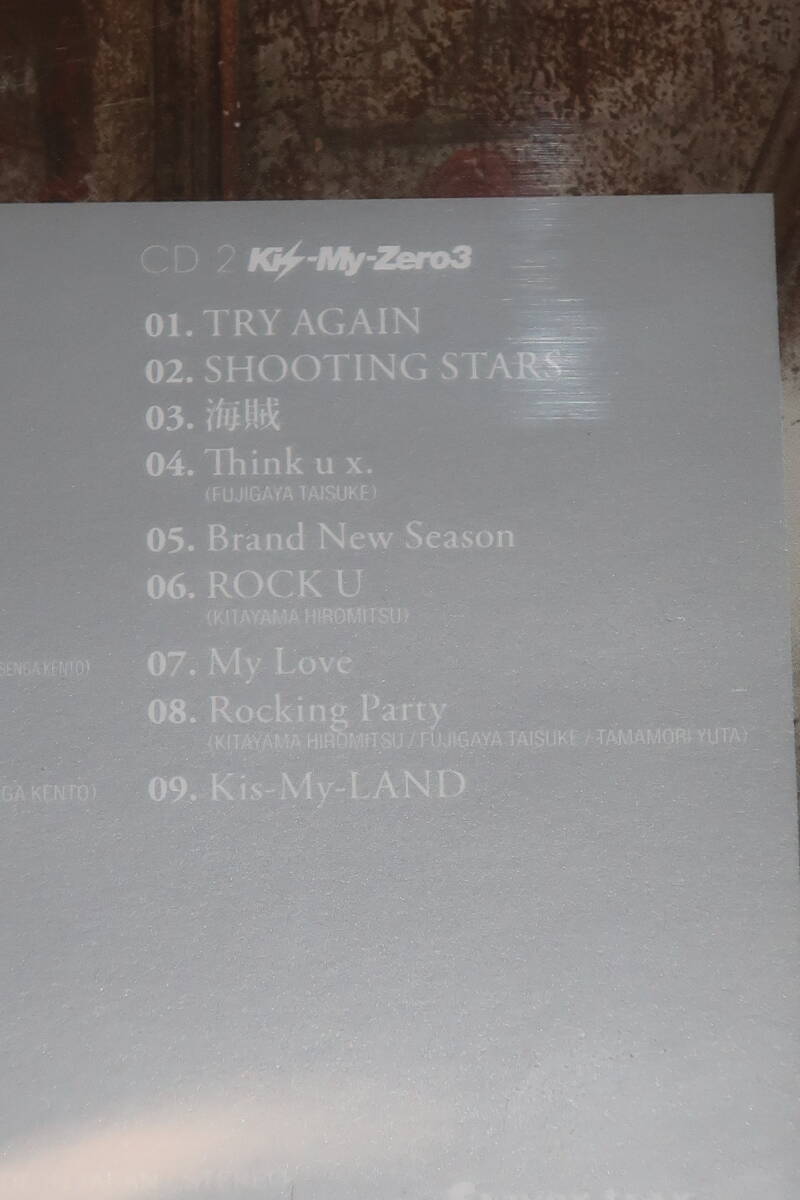 CD 2 Kis-My-Zero3
01. TRY AGAIN
02. SHOOTING STARS
03. 海賊
04. Think u x.
(FUJIGAYA TAISUKE)
05. Brand New Season
06. ROCK U
(KITAYAMA HIROMITSU)
SENGA KENTO)
07. My Love
08. Rocking Party
(KITAYAMA HIROMITSU / FUJIGAYA TAISUKE / TAMAMORI YUTA)
GA KENTO)
09. Kis-My-LAND